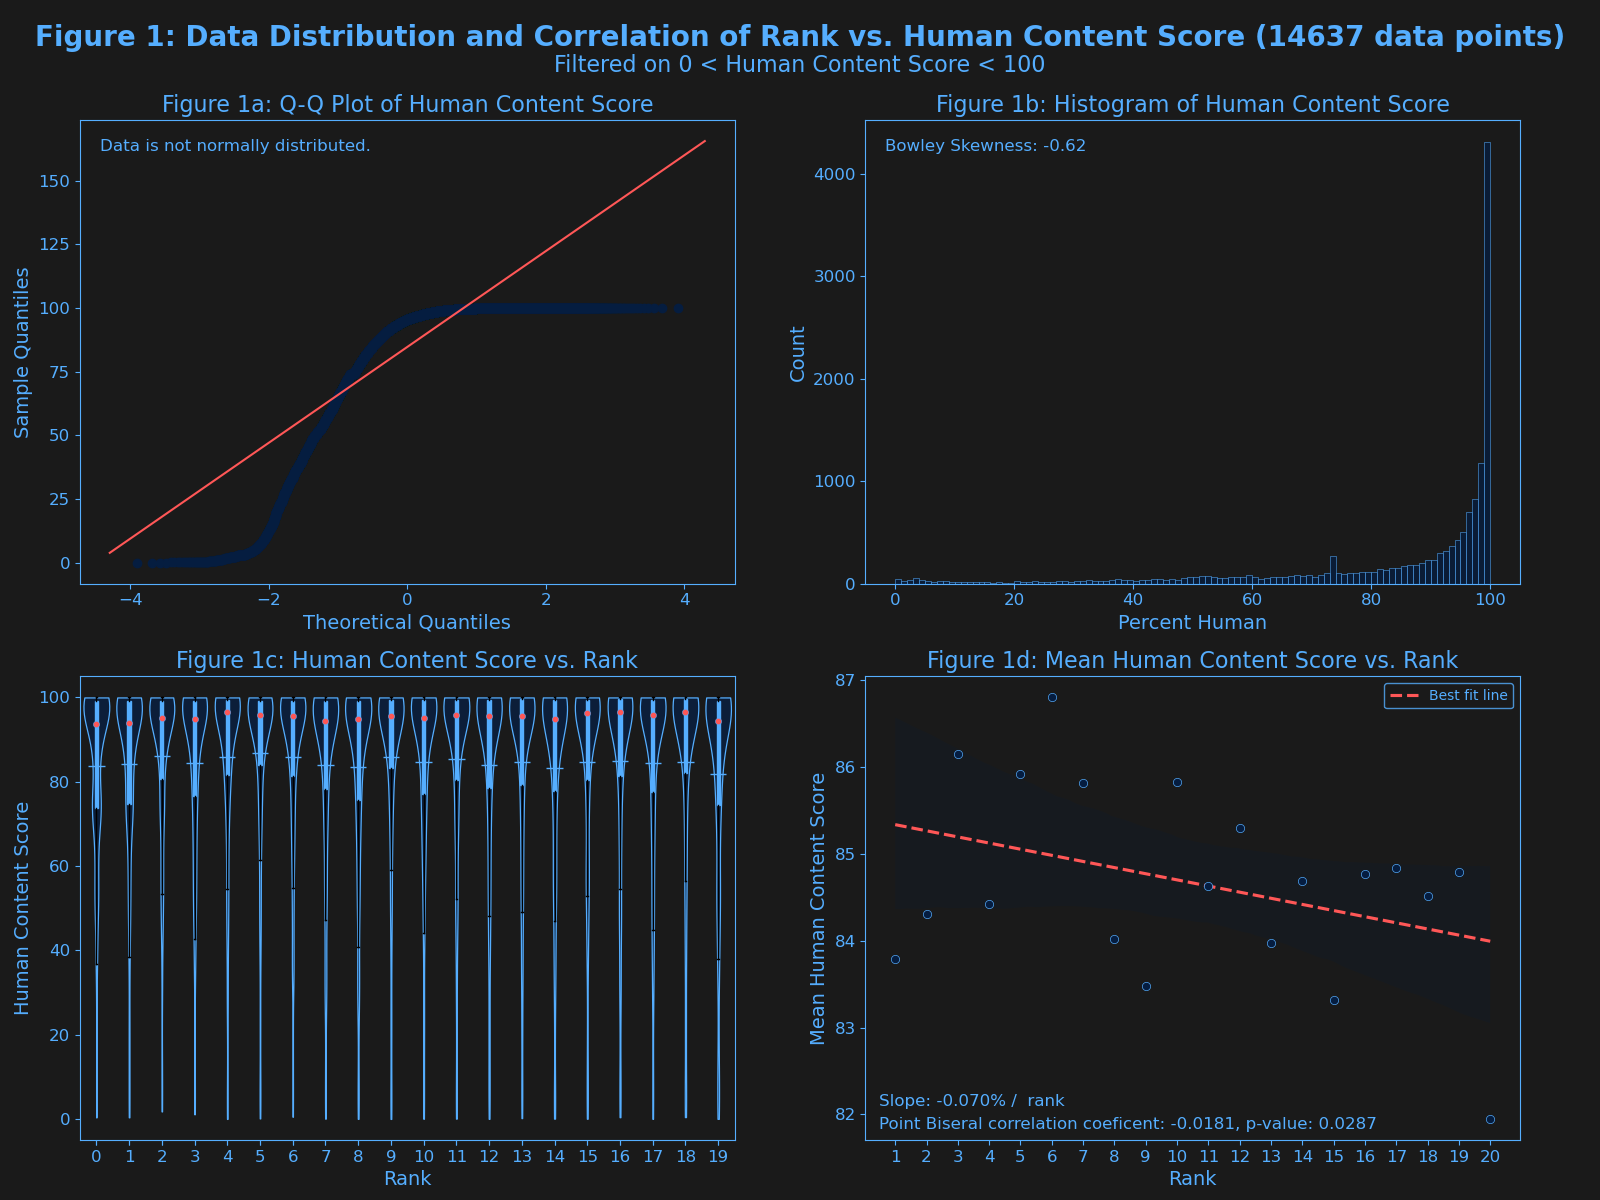 Figure 1: Data Distribution and Correlation of Rank vs. Human Content Score (14637 data points)
Filtered on 0 < Human Content Score < 100
Figure 1a: Q-Q Plot of Human Content Score
Data is not normally distributed.
150
125
100
75
50
25
0
Sample Quantiles
−4 −2 0 2 4
Theoretical Quantiles
Figure 1b: Histogram of Human Content Score
Bowley Skewness: -0.62
4000
3000
2000
1000
0
Count
0 20 40 60 80 100
Percent Human
Figure 1c: Human Content Score vs. Rank
100
80
60
40
20
0
Human Content Score
0 1 2 3 4 5 6 7 8 9 10 11 12 13 14 15 16 17 18 19
Rank
Figure 1d: Mean Human Content Score vs. Rank
Best fit line
87
86
85
84
83
82
Mean Human Content Score
Slope: -0.070% /  rank
Point Biseral correlation coeficent: -0.0181, p-value: 0.0287
1 2 3 4 5 6 7 8 9 10 11 12 13 14 15 16 17 18 19 20
Rank